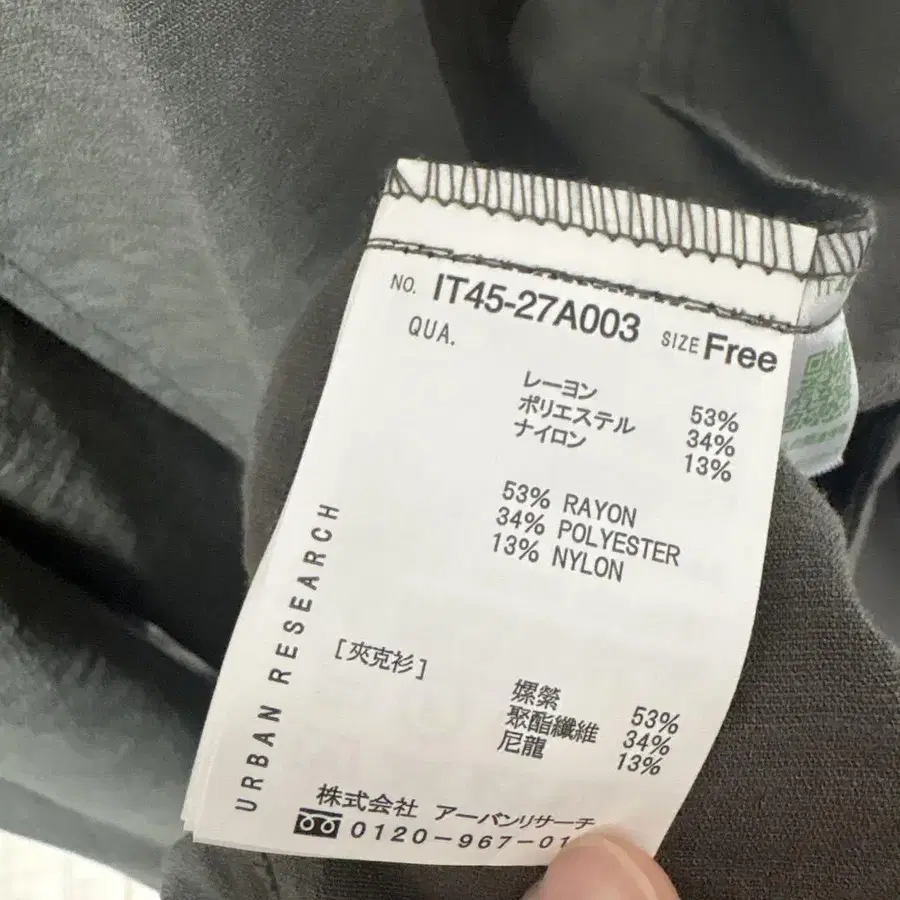 NO. IT45-27A003 SIZE Free
QUA.
レーヨン 53%
ポリエステル 34%
ナイロン 13%
53% RAYON
34% POLYESTER
13% NYLON
URBAN RESEARCH
[夾克衫]
嫘縈 53%
聚酯纖維 34%
尼龍 13%
株式会社 アーバンリサーチ
0120-967-01